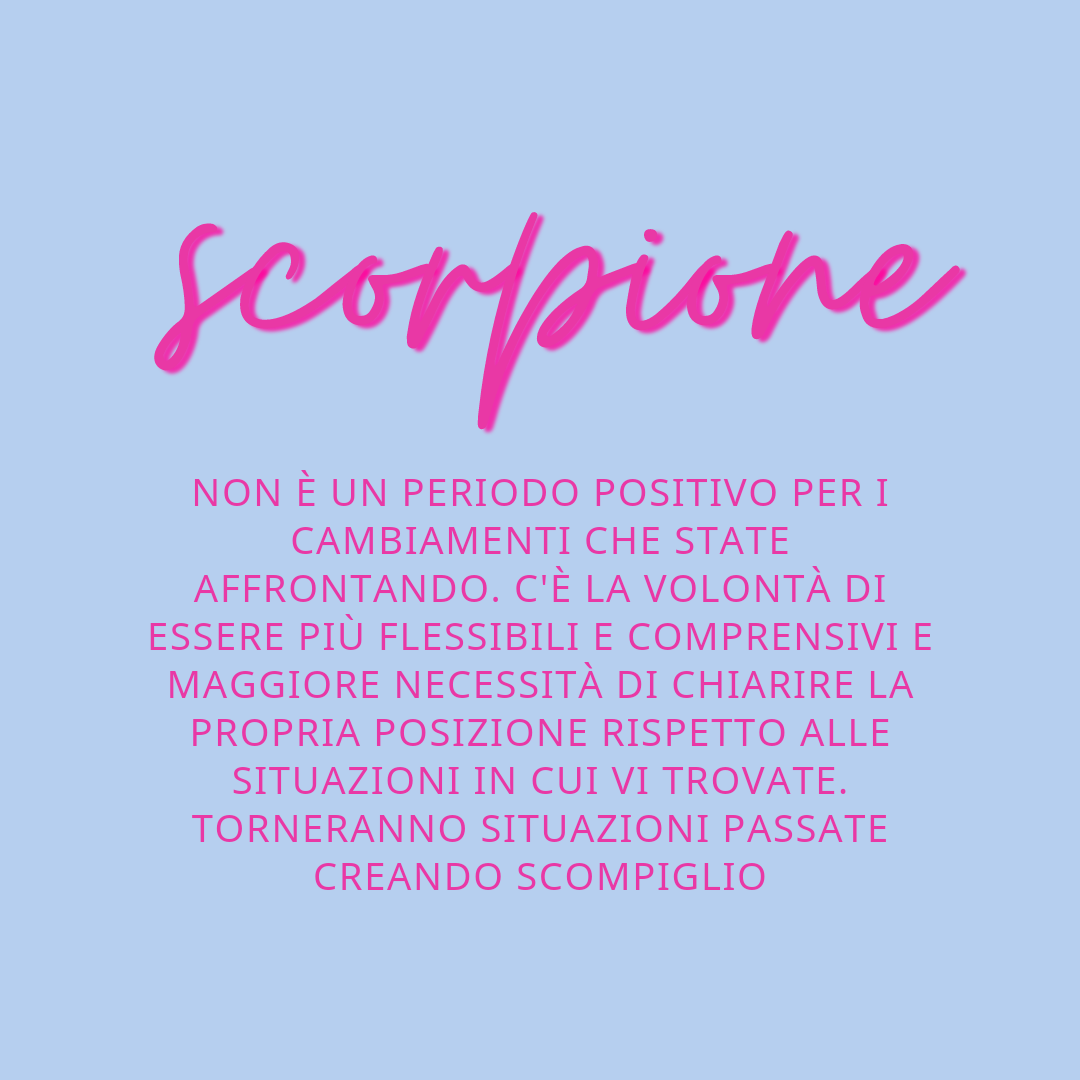 scorpione
NON È UN PERIODO POSITIVO PER I
CAMBIAMENTI CHE STATE
AFFRONTANDO. C'È LA VOLONTÀ DI
ESSERE PIÙ FLESSIBILI E COMPRENSIVI E
MAGGIORE NECESSITÀ DI CHIARIRE LA
PROPRIA POSIZIONE RISPETTO ALLE
SITUAZIONI IN CUI VI TROVATE.
TORNERANNO SITUAZIONI PASSATE
CREANDO SCOMPIGLIO